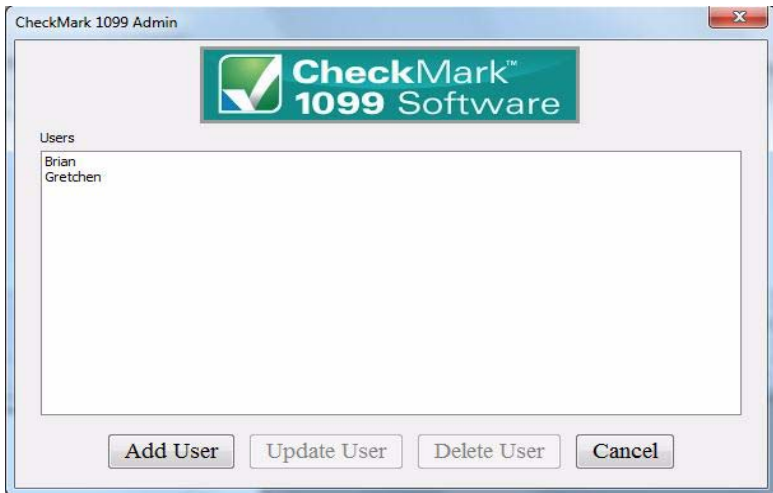 CheckMark 1099 Admin
x
CheckMark™
1099 Software
Users
Brian
Gretchen
Add User Update User Delete User Cancel